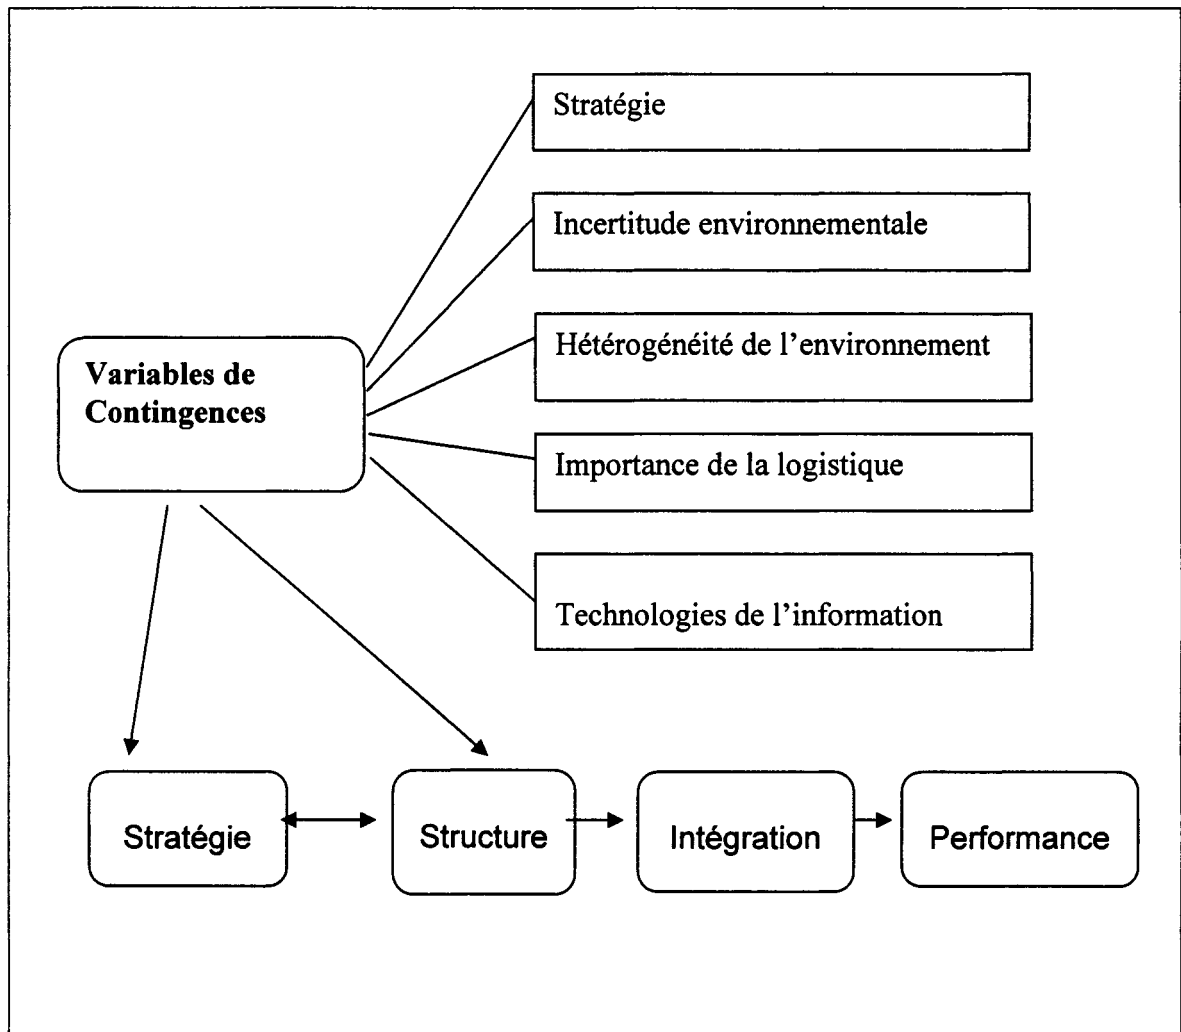 Stratégie
Incertitude environnementale
Hétérogénéité de l'environnement
Variables de
Contingences
Importance de la logistique
Technologies de l'information
Stratégie
Structure
Intégration
Performance